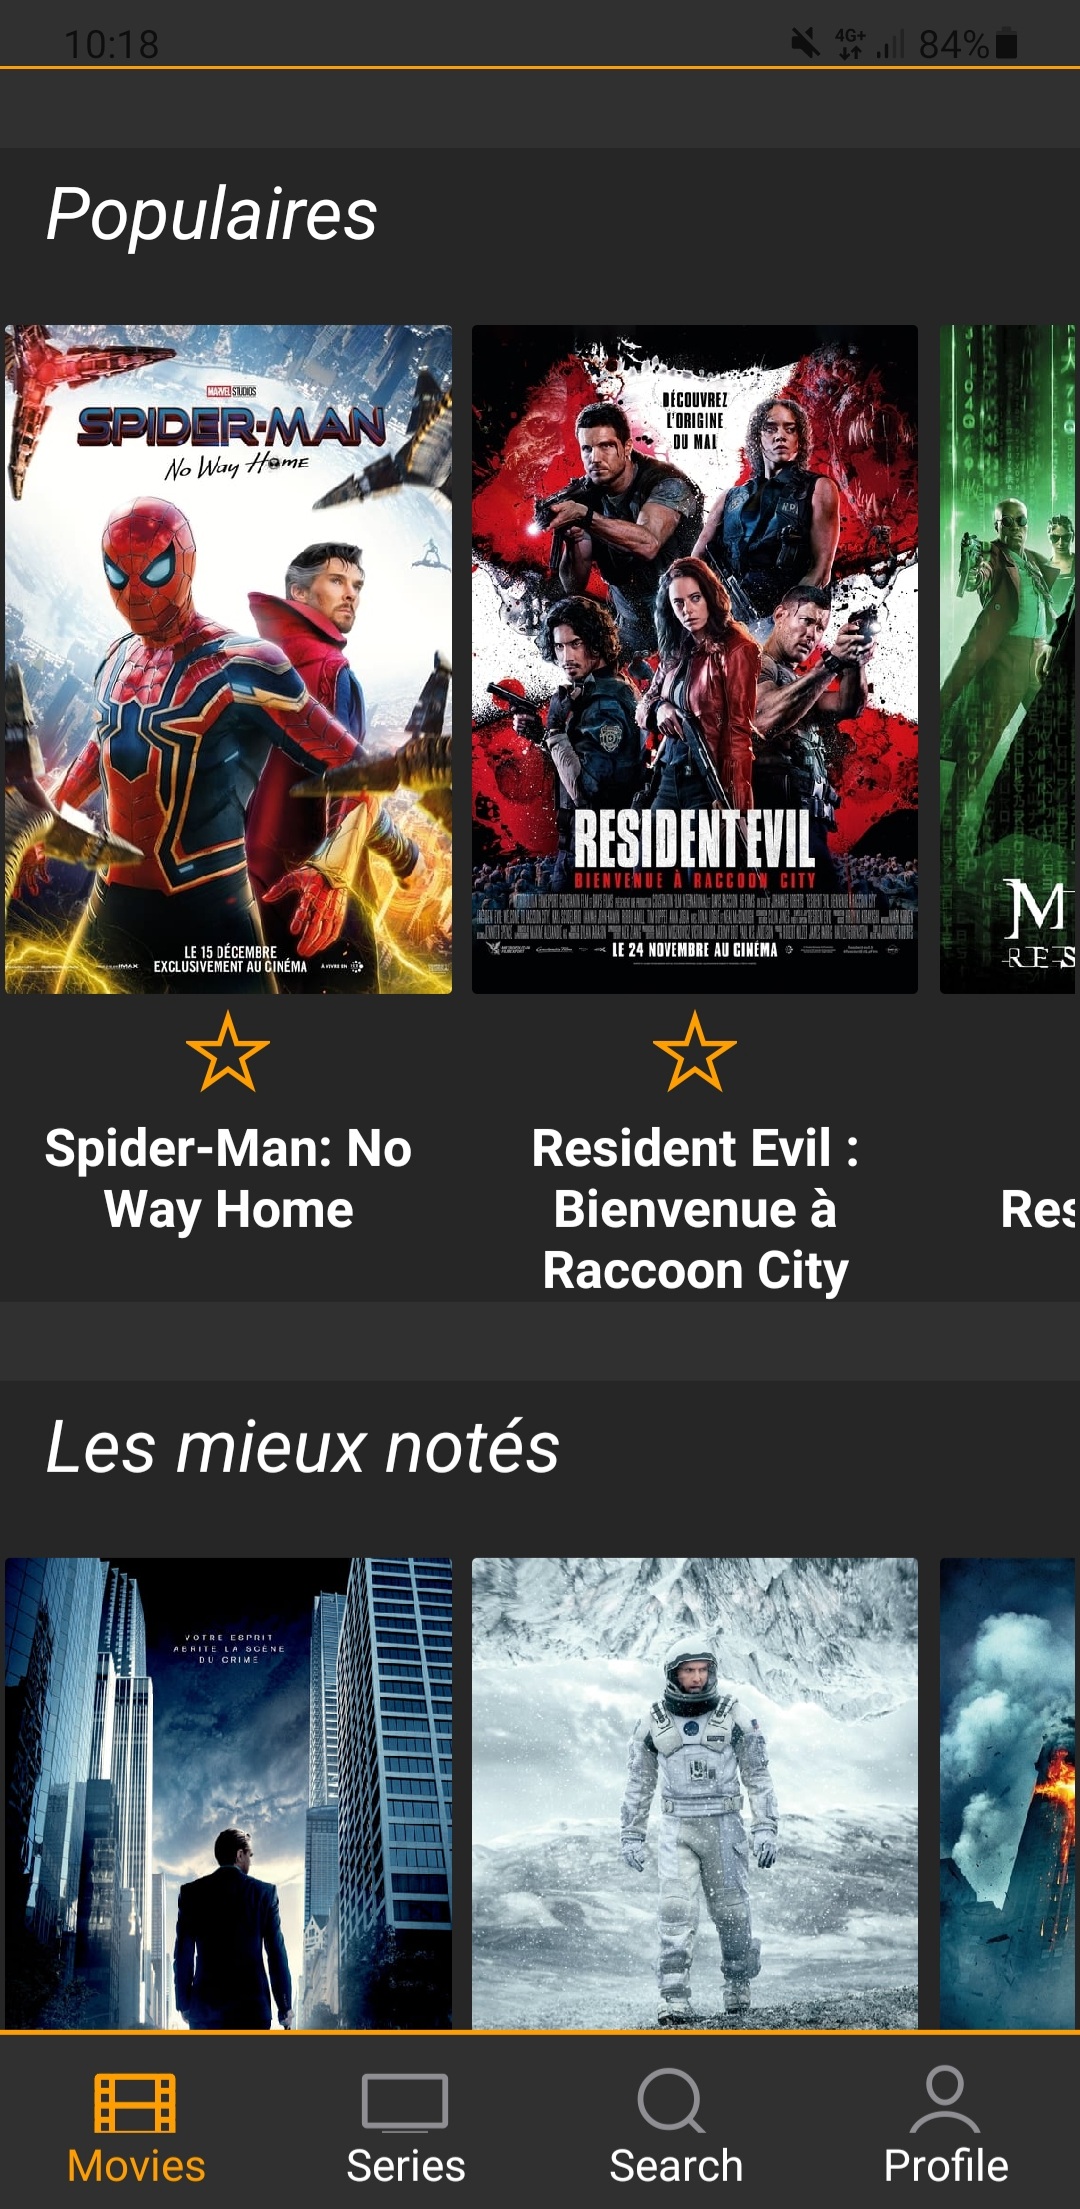 10:18
4G+
84%
Populaires
MARVEL STUDIOS
SPIDER-MAN
No Way Home
LE 15 DÉCEMBRE
EXCLUSIVEMENT AU CINÉMA
DÉCOUVREZ
L'ORIGINE
DU MAL
RESIDENT EVIL
BIENVENUE À RACCOON CITY
LE 24 NOVEMBRE AU CINÉMA
M
RES
Spider-Man: No
Way Home
Resident Evil :
Bienvenue à
Raccoon City
Res
Les mieux notés
VOTRE ESPRIT
ABRITE LA SCÈNE
DU CRIME
Movies
Series
Search
Profile